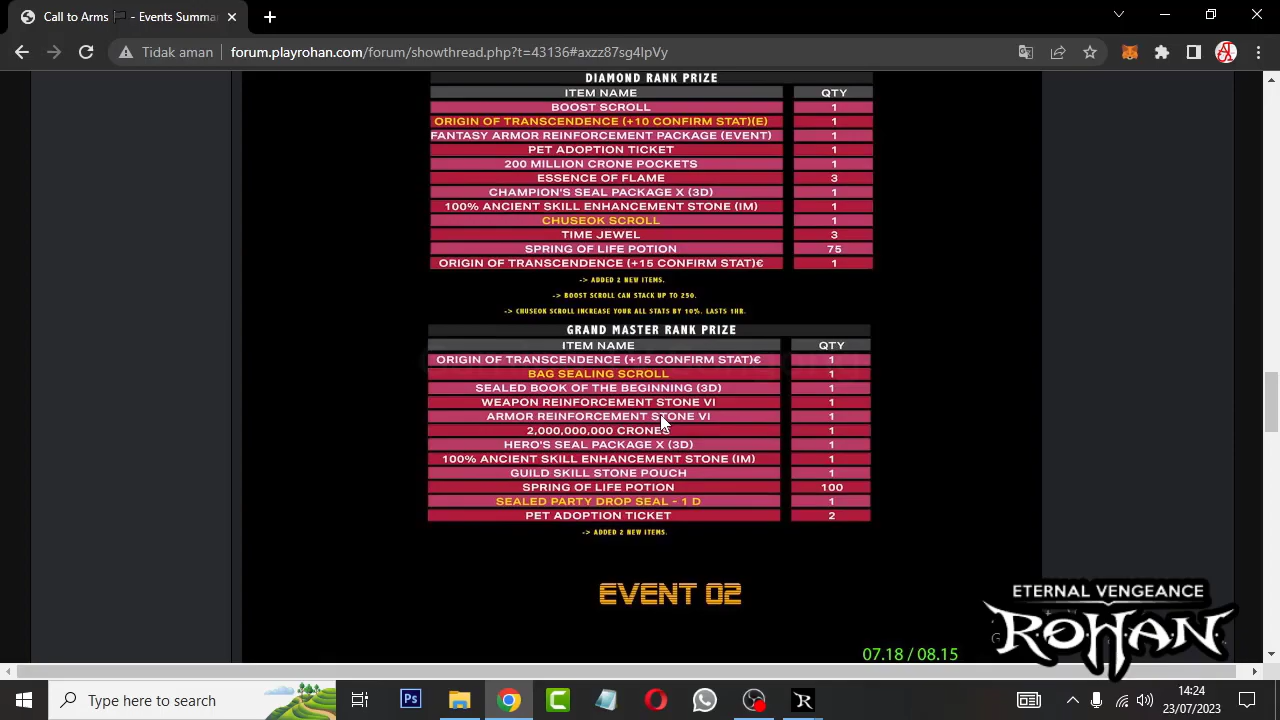 Call to Arms - Events Summa
Tidak aman
forum.playrohan.com/forum/showthread.php?t=43136#axzz87sg4IpVy
DIAMOND RANK PRIZE
ITEM NAME QTY
BOOST SCROLL 1
ORIGIN OF TRANSCENDENCE (+10 CONFIRM STAT)(E) 1
FANTASY ARMOR REINFORCEMENT PACKAGE (EVENT) 1
PET ADOPTION TICKET 1
200 MILLION CRONE POCKETS 1
ESSENCE OF FLAME 3
CHAMPION'S SEAL PACKAGE X (3D) 1
100% ANCIENT SKILL ENHANCEMENT STONE (IM) 1
CHUSEOK SCROLL 1
TIME JEWEL 3
SPRING OF LIFE POTION 75
ORIGIN OF TRANSCENDENCE (+15 CONFIRM STAT)€ 1
-> ADDED 2 NEW ITEMS.
-> BOOST SCROLL CAN STACK UP TO 250.
-> CHUSEOK SCROLL INCREASE YOUR ALL STATS BY 10%. LASTS 1HR.
GRAND MASTER RANK PRIZE
ITEM NAME QTY
ORIGIN OF TRANSCENDENCE (+15 CONFIRM STAT)€ 1
BAG SEALING SCROLL 1
SEALED BOOK OF THE BEGINNING (3D) 1
WEAPON REINFORCEMENT STONE VI 1
ARMOR REINFORCEMENT STONE VI 1
2,000,000,000 CRONES 1
HERO'S SEAL PACKAGE X (3D) 1
100% ANCIENT SKILL ENHANCEMENT STONE (IM) 1
GUILD SKILL STONE POUCH 1
SPRING OF LIFE POTION 100
SEALED PARTY DROP SEAL - 1 D 1
PET ADOPTION TICKET 2
-> ADDED 2 NEW ITEMS.
EVENT 02
ETERNAL VENGEANCE
ROHAN
07.18 / 08.15
Type here to search
14:24
23/07/2023